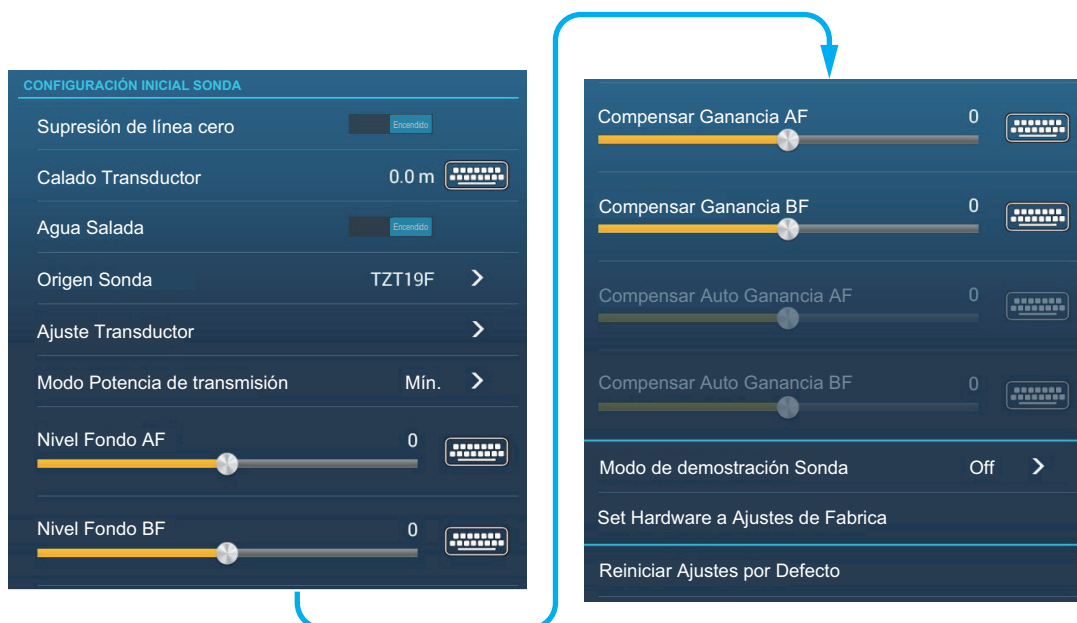 CONFIGURACIÓN INICIAL SONDA
Supresión de línea cero Encendido
Calado Transductor 0.0 m
Agua Salada Encendido
Origen Sonda TZT19F
Ajuste Transductor
Modo Potencia de transmisión Mín.
Nivel Fondo AF 0
Nivel Fondo BF 0
Compensar Ganancia AF 0
Compensar Ganancia BF 0
Compensar Auto Ganancia AF 0
Compensar Auto Ganancia BF 0
Modo de demostración Sonda Off
Set Hardware a Ajustes de Fabrica
Reiniciar Ajustes por Defecto